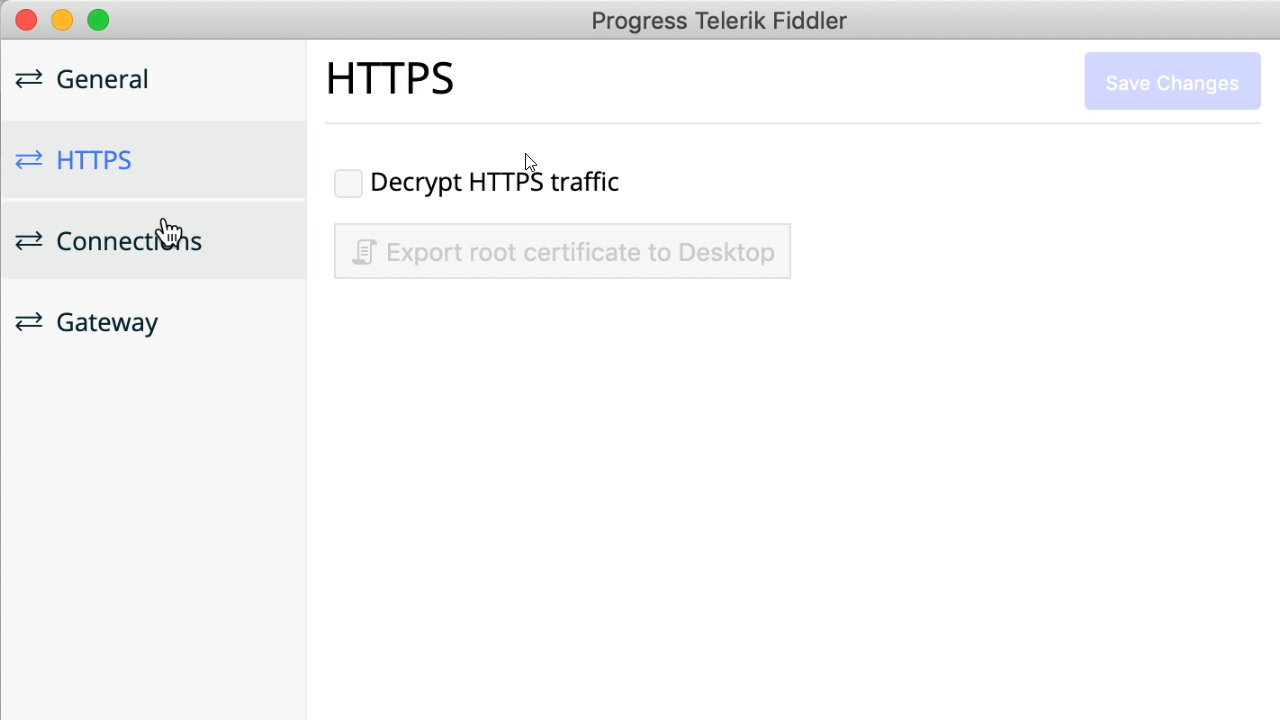 Progress Telerik Fiddler
General
HTTPS
Connections
Gateway
HTTPS
Save Changes
Decrypt HTTPS traffic
Export root certificate to Desktop